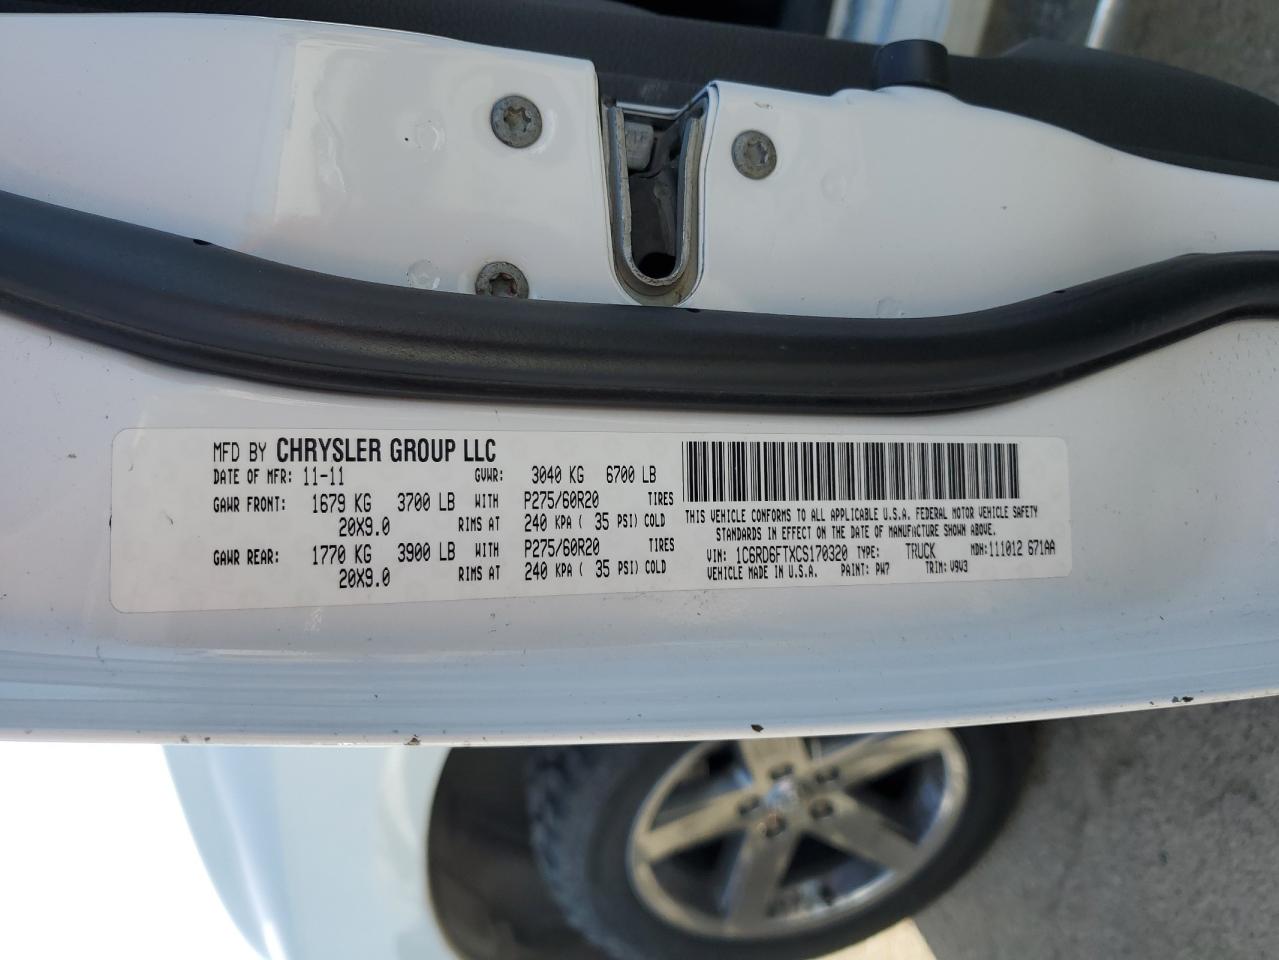 MFD BY CHRYSLER GROUP LLC
DATE OF MFR: 11-11 GVWR: 3040 KG 6700 LB
GAWR FRONT: 1679 KG 3700 LB WITH P275/60R20 TIRES
20X9.0 RIMS AT 240 KPA ( 35 PSI) COLD
GAWR REAR: 1770 KG 3900 LB WITH P275/60R20 TIRES
20X9.0 RIMS AT 240 KPA ( 35 PSI) COLD
THIS VEHICLE CONFORMS TO ALL APPLICABLE U.S.A. FEDERAL MOTOR VEHICLE SAFETY
STANDARDS IN EFFECT ON THE DATE OF MANUFACTURE SHOWN ABOVE.
VIN: 1C6RD6FTXCS170320 TYPE: TRUCK MDH:111012 671AA
VEHICLE MADE IN U.S.A. PAINT: PW7 TRIM: V9V3